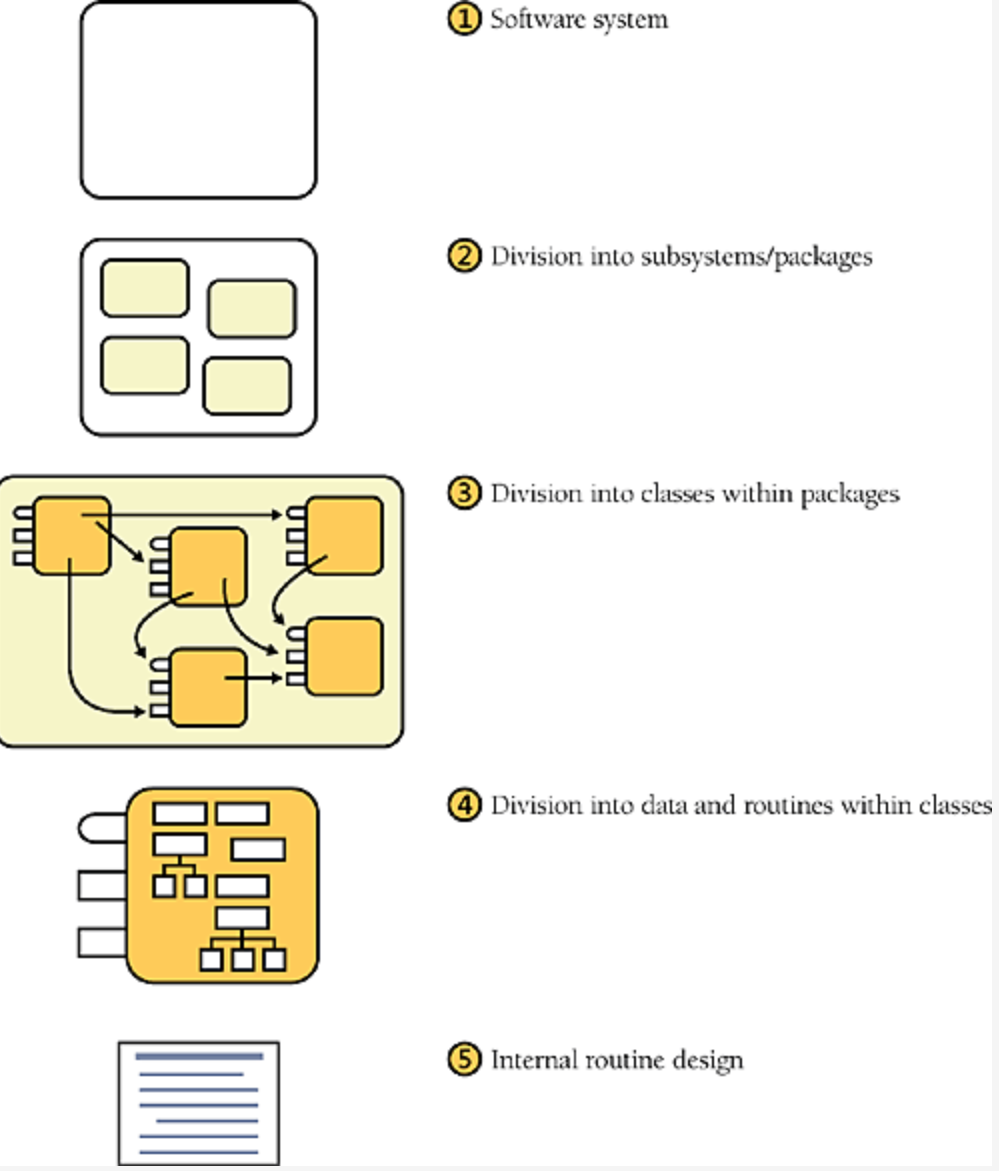 1 Software system
2 Division into subsystems/packages
3 Division into classes within packages
4 Division into data and routines within classes
5 Internal routine design